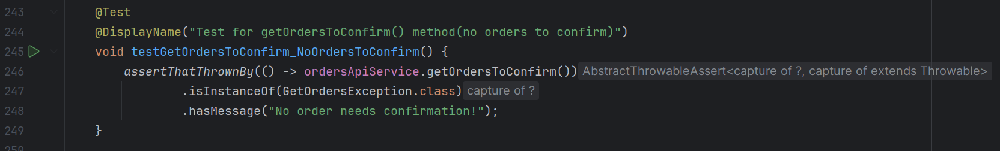 243 @Test
244 @DisplayName("Test for getOrdersToConfirm() method(no orders to confirm)")
245 void testGetOrdersToConfirm_NoOrdersToConfirm() {
246 assertThatThrownBy(() -> ordersApiService.getOrdersToConfirm()) AbstractThrowableAssert<capture of ?, capture of extends Throwable>
247 .isInstanceOf(GetOrdersException.class) capture of ?
248 .hasMessage("No order needs confirmation!");
249 }
250